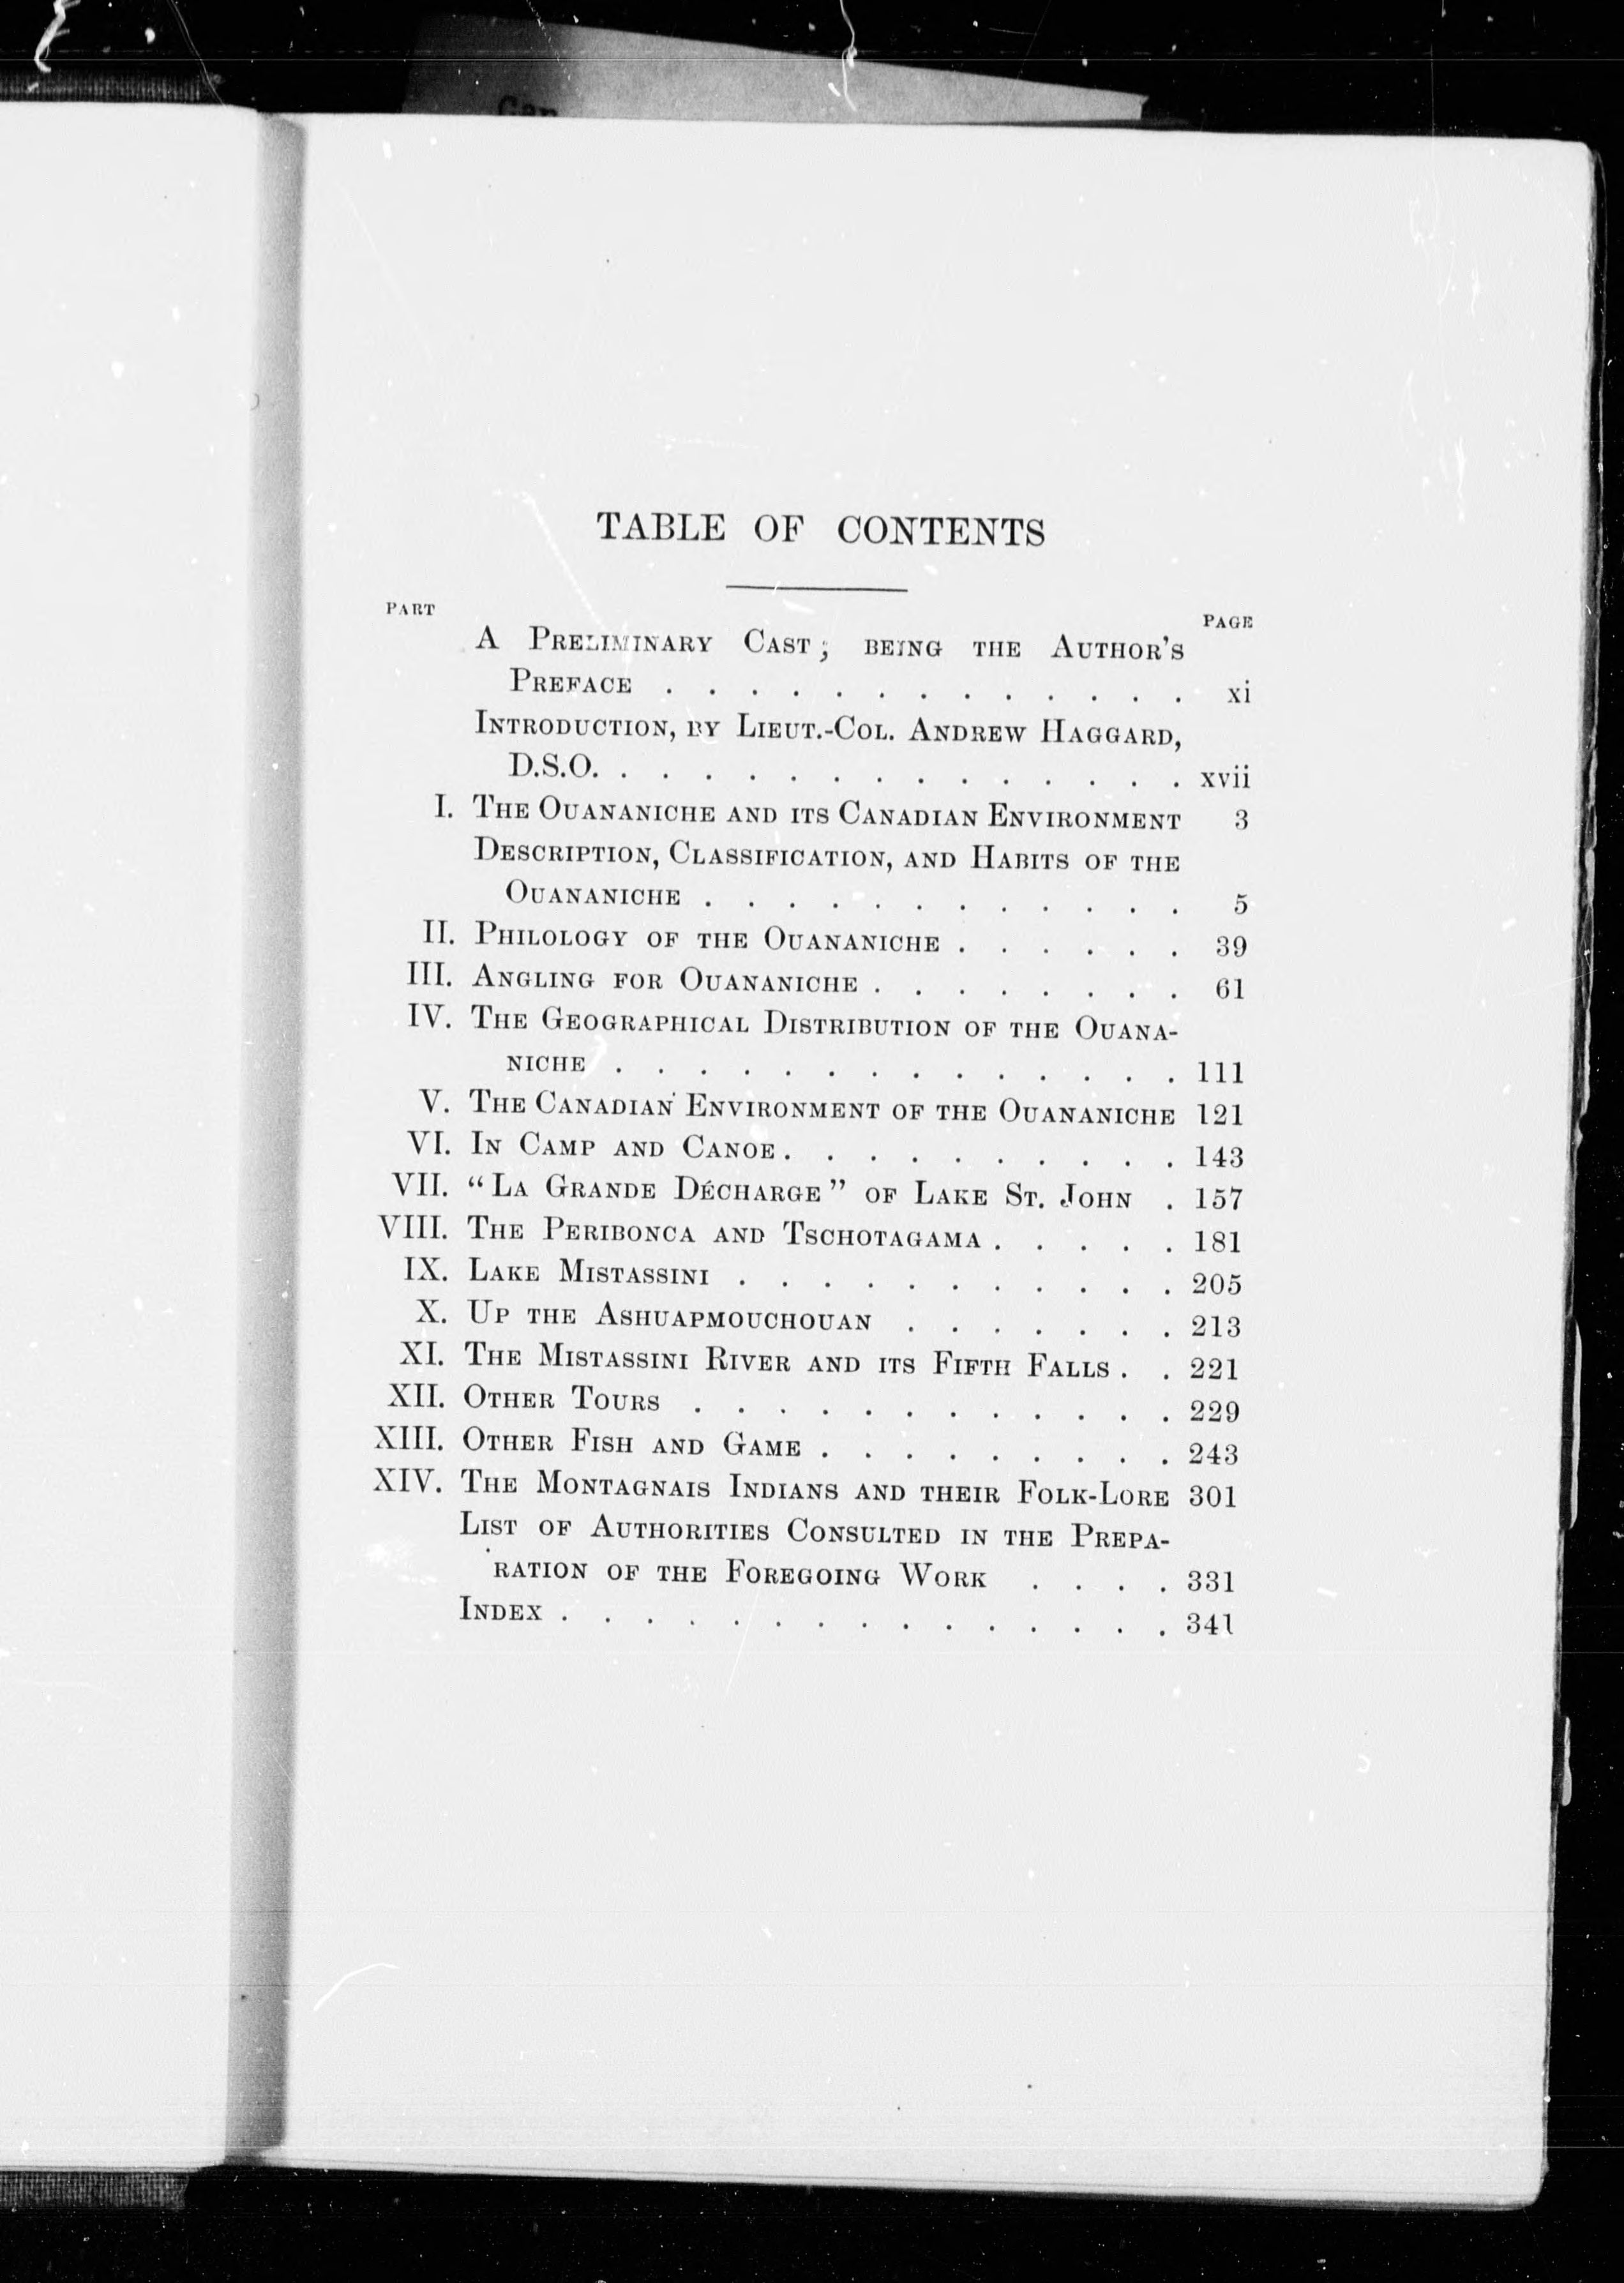 Can
TABLE OF CONTENTS
PART
PAGE
A PRELIMINARY CAST; BEING THE AUTHOR'S
PREFACE . . . . . . . . . . . . . xi
INTRODUCTION, BY LIEUT.-COL. ANDREW HAGGARD,
D.S.O. . . . . . . . . . . . . . . xvii
I. THE OUANANICHE AND ITS CANADIAN ENVIRONMENT 3
DESCRIPTION, CLASSIFICATION, AND HABITS OF THE
OUANANICHE . . . . . . . . . . . . 5
II. PHILOLOGY OF THE OUANANICHE . . . . . . 39
III. ANGLING FOR OUANANICHE . . . . . . . . 61
IV. THE GEOGRAPHICAL DISTRIBUTION OF THE OUANA-
NICHE . . . . . . . . . . . . . . 111
V. THE CANADIAN ENVIRONMENT OF THE OUANANICHE 121
VI. IN CAMP AND CANOE . . . . . . . . . . 143
VII. "LA GRANDE DÉCHARGE" OF LAKE ST. JOHN . 157
VIII. THE PERIBONCA AND TSCHOTAGAMA . . . . . 181
IX. LAKE MISTASSINI . . . . . . . . . . . 205
X. UP THE ASHUAPMOUCHOUAN . . . . . . . 213
XI. THE MISTASSINI RIVER AND ITS FIFTH FALLS . . 221
XII. OTHER TOURS . . . . . . . . . . . . 229
XIII. OTHER FISH AND GAME . . . . . . . . . 243
XIV. THE MONTAGNAIS INDIANS AND THEIR FOLK-LORE 301
LIST OF AUTHORITIES CONSULTED IN THE PREPA-
RATION OF THE FOREGOING WORK . . . . 331
INDEX . . . . . . . . . . . . . . . 341